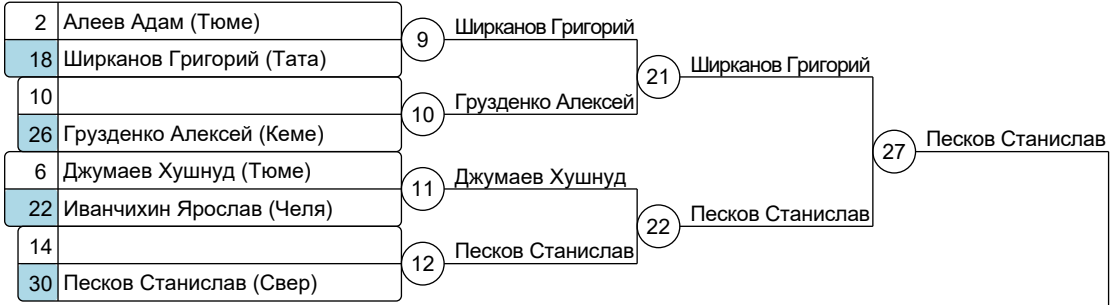 2 Алеев Адам (Тюме)
18 Ширканов Григорий (Тата)
10
26 Грузденко Алексей (Кеме)
6 Джумаев Хушнуд (Тюме)
22 Иванчихин Ярослав (Челя)
14
30 Песков Станислав (Свер)
9 Ширканов Григорий
10 Грузденко Алексей
11 Джумаев Хушнуд
12 Песков Станислав
21 Ширканов Григорий
22 Песков Станислав
27 Песков Станислав